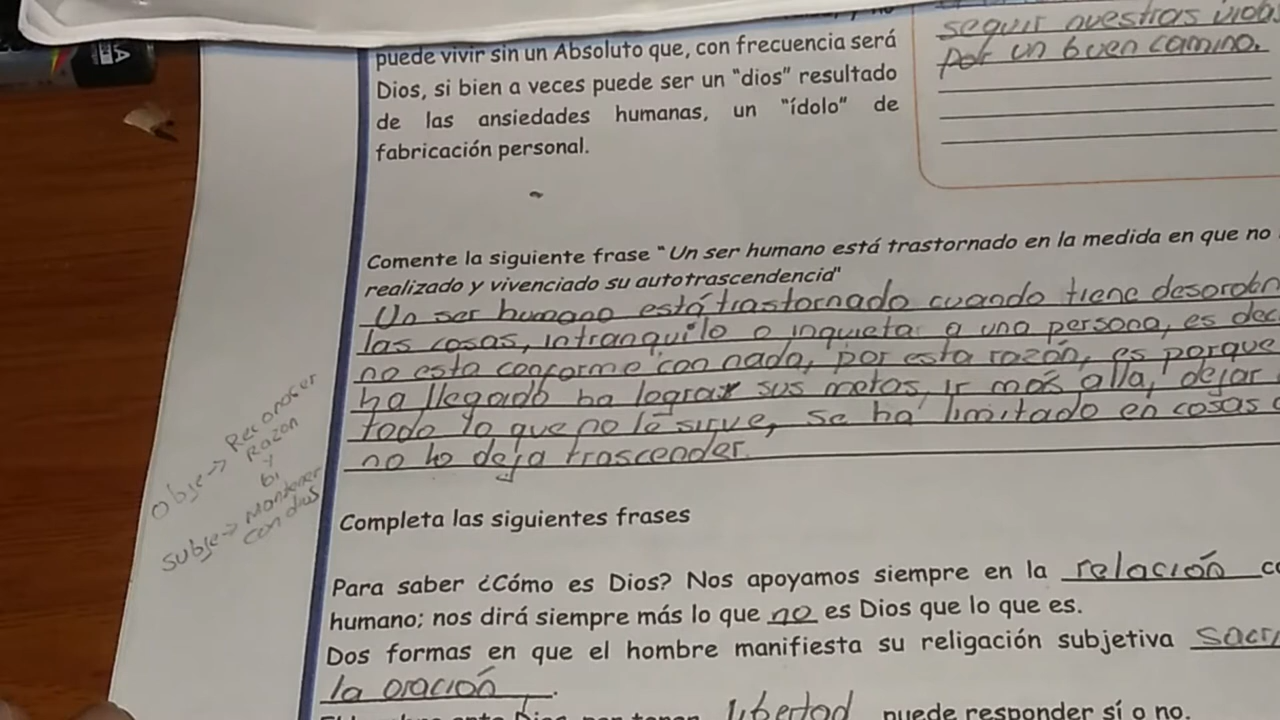 seguir nuestras vidas
por un buen camino.
puede vivir sin un Absoluto que, con frecuencia será
Dios, si bien a veces puede ser un "dios" resultado
de las ansiedades humanas, un "ídolo" de
fabricación personal.
Comente la siguiente frase "Un ser humano está trastornado en la medida en que no
realizado y vivenciado su autotrascendencia"
Un ser humano está trastornado cuando tiene desorden
las cosas, intranquilo o inquieta a una persona, es dec
no esta conforme con nada, por esta razón, es porque
ha llegado ha lograr sus metas, ir más alla, dejar
todo lo que no le sirve, se ha limitado en cosas
no lo deja trascender.
Obje -> Reconocer
Razon
y
Subje -> Mantener
con dios
Completa las siguientes frases
Para saber ¿Cómo es Dios? Nos apoyamos siempre en la relación
humano; nos dirá siempre más lo que no es Dios que lo que es.
Dos formas en que el hombre manifiesta su religación subjetiva Sacri
la oración.
libertad puede responder sí o no.